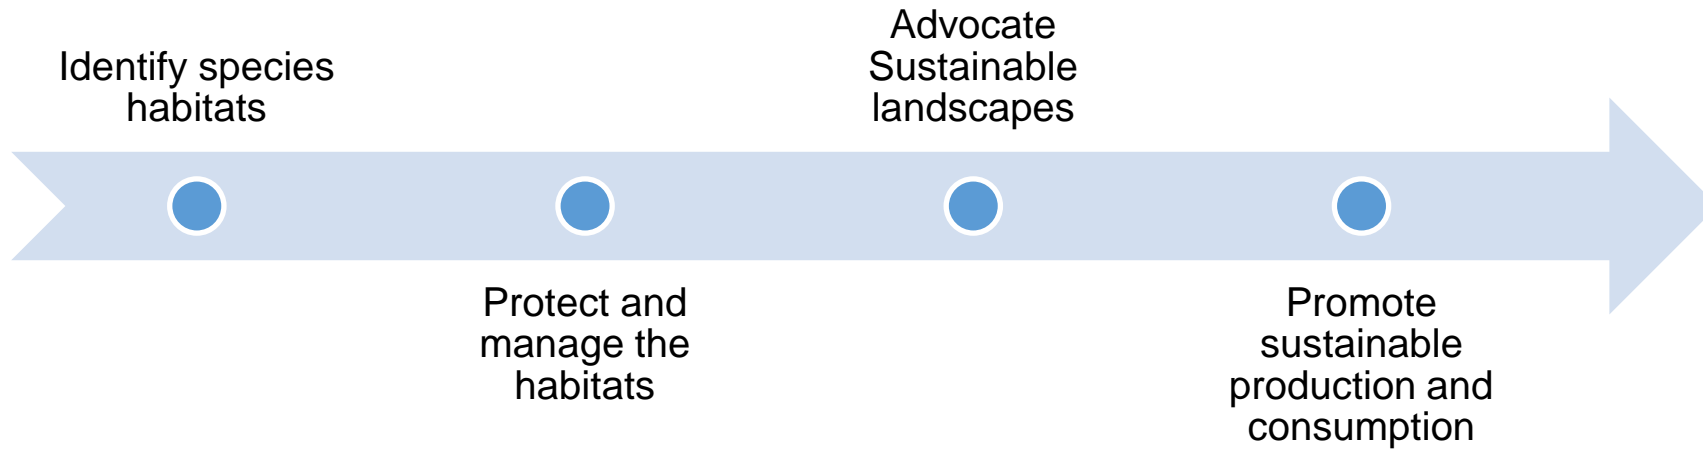 Identify species
habitats
Protect and
manage the
habitats
Advocate
Sustainable
landscapes
Promote
sustainable
production and
consumption